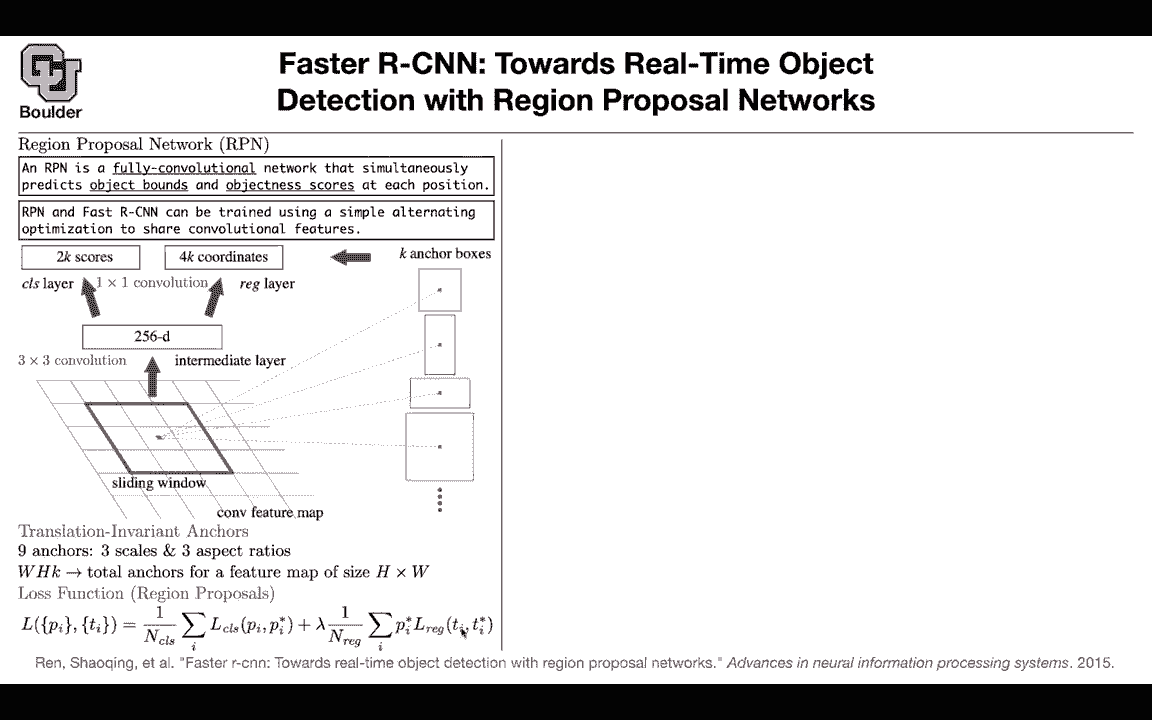 Boulder
Faster R-CNN: Towards Real-Time Object
Detection with Region Proposal Networks
Region Proposal Network (RPN)
An RPN is a fully-convolutional network that simultaneously
predicts object bounds and objectness scores at each position.
RPN and Fast R-CNN can be trained using a simple alternating
optimization to share convolutional features.
2k scores
4k coordinates
k anchor boxes
cls layer
1 × 1 convolution
reg layer
256-d
3 × 3 convolution
intermediate layer
sliding window
conv feature map
Translation-Invariant Anchors
9 anchors: 3 scales & 3 aspect ratios
WHk → total anchors for a feature map of size H × W
Loss Function (Region Proposals)
L({p_i}, {t_i}) = \frac{1}{N_{cls}} \sum_i L_{cls}(p_i, p_i^*) + λ \frac{1}{N_{reg}} \sum_i p_i^* L_{reg}(t_i, t_i^*)
Ren, Shaoqing, et al. "Faster r-cnn: Towards real-time object detection with region proposal networks." Advances in neural information processing systems. 2015.